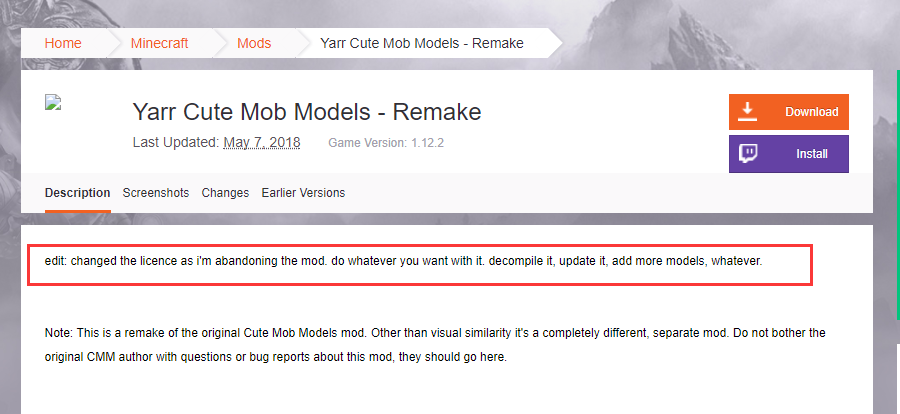 Home Minecraft Mods Yarr Cute Mob Models - Remake
Yarr Cute Mob Models - Remake
Download
Last Updated: May 7, 2018 Game Version: 1.12.2
Install
Description Screenshots Changes Earlier Versions
edit: changed the licence as i'm abandoning the mod. do whatever you want with it. decompile it, update it, add more models, whatever.
Note: This is a remake of the original Cute Mob Models mod. Other than visual similarity it's a completely different, separate mod. Do not bother the
original CMM author with questions or bug reports about this mod, they should go here.